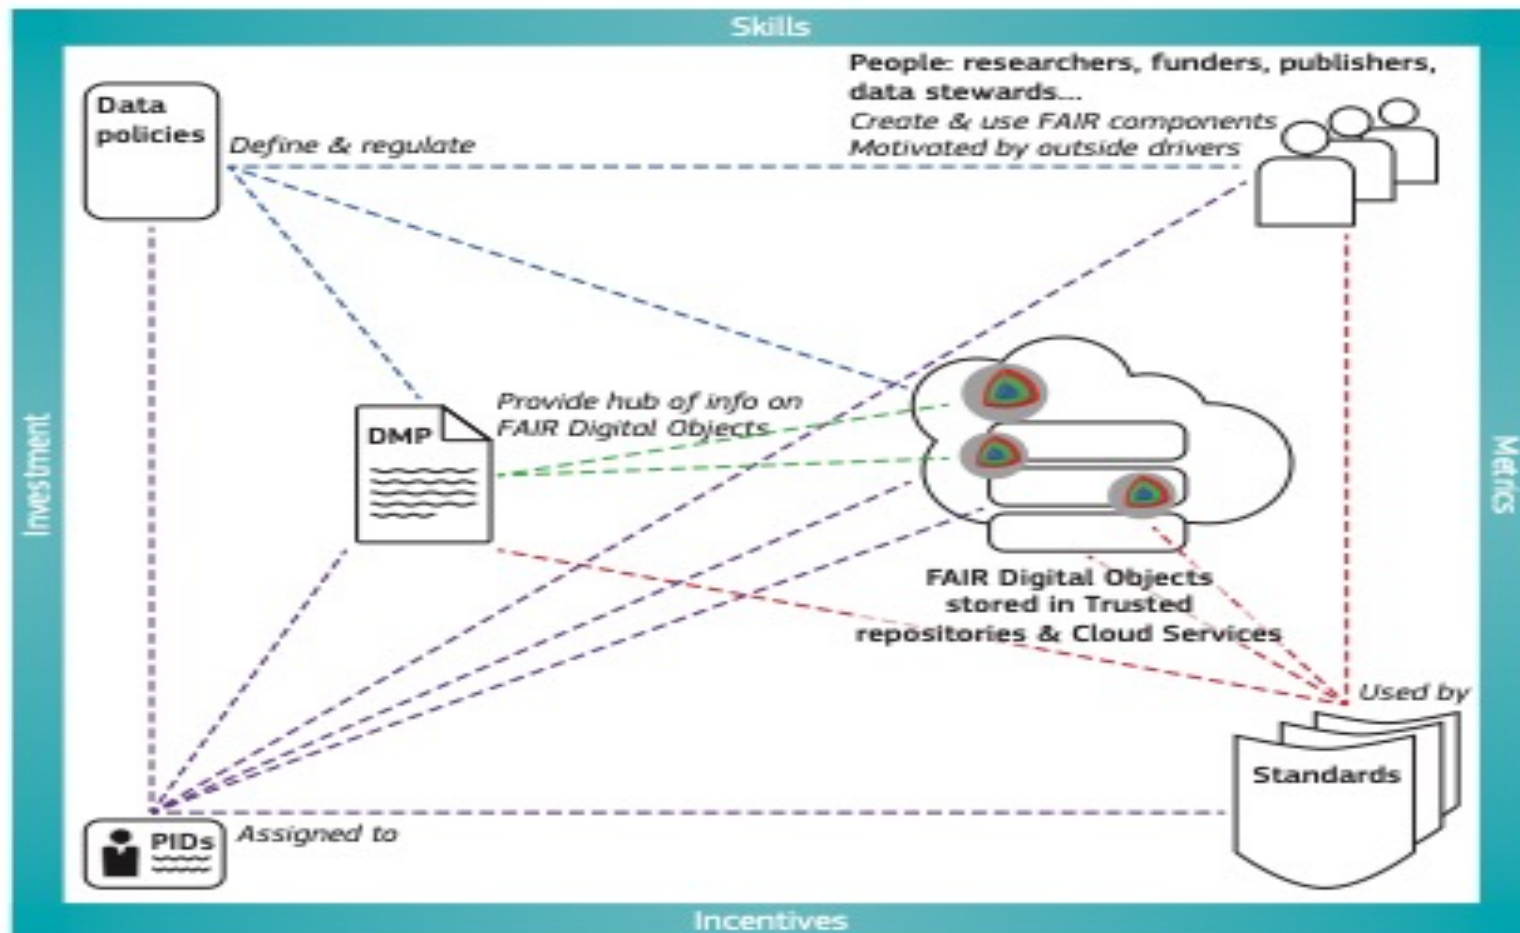 Skills
People: researchers, funders, publishers,
data stewards...
Create & use FAIR components
Motivated by outside drivers
Data
policies
Define & regulate
Provide hub of info on
FAIR Digital Objects
DMP
Investment
Metrics
FAIR Digital Objects
stored in Trusted
repositories & Cloud Services
Used by
Standards
PIDs
Assigned to
Incentives